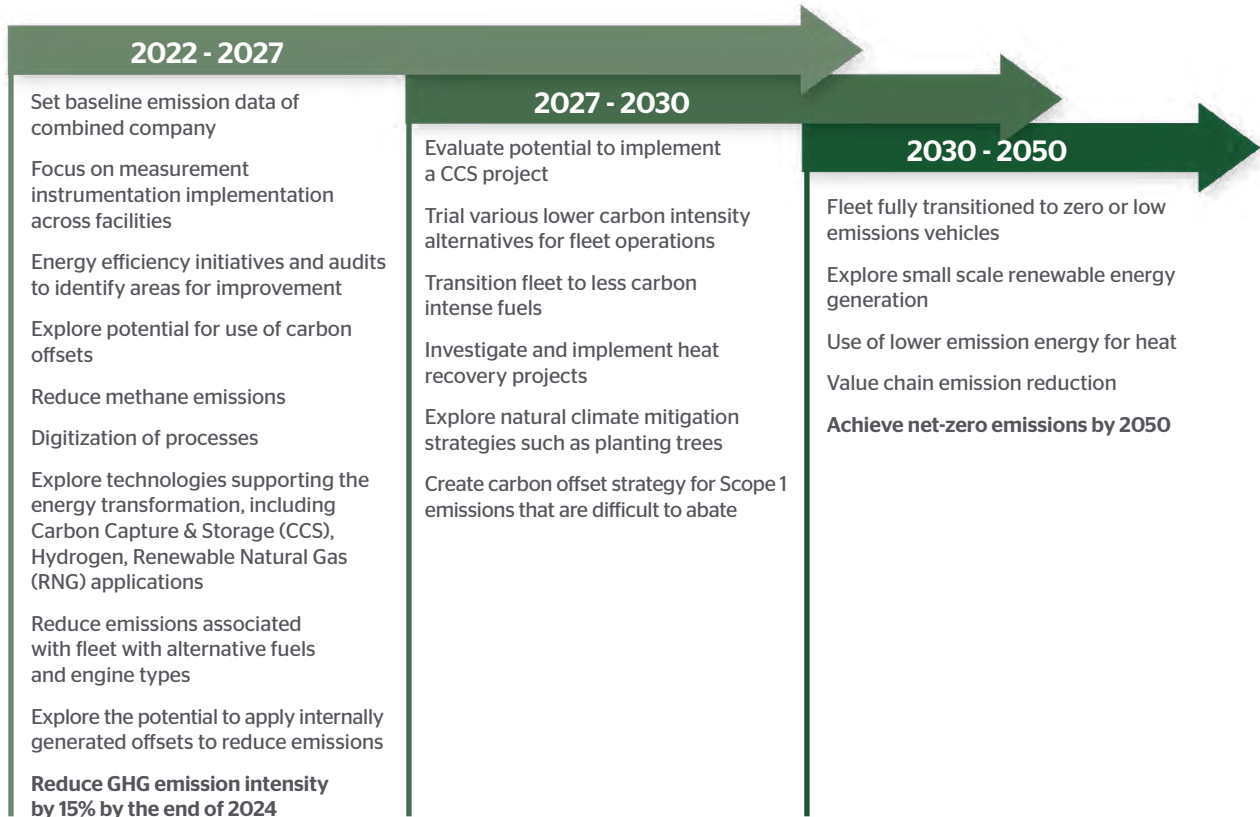 2022 - 2027
Set baseline emission data of
combined company
Focus on measurement
instrumentation implementation
across facilities
Energy efficiency initiatives and audits
to identify areas for improvement
Explore potential for use of carbon
offsets
Reduce methane emissions
Digitization of processes
Explore technologies supporting the
energy transformation, including
Carbon Capture & Storage (CCS),
Hydrogen, Renewable Natural Gas
(RNG) applications
Reduce emissions associated
with fleet with alternative fuels
and engine types
Explore the potential to apply internally
generated offsets to reduce emissions
Reduce GHG emission intensity
by 15% by the end of 2024
2027 - 2030
Evaluate potential to implement
a CCS project
Trial various lower carbon intensity
alternatives for fleet operations
Transition fleet to less carbon
intense fuels
Investigate and implement heat
recovery projects
Explore natural climate mitigation
strategies such as planting trees
Create carbon offset strategy for Scope 1
emissions that are difficult to abate
2030 - 2050
Fleet fully transitioned to zero or low
emissions vehicles
Explore small scale renewable energy
generation
Use of lower emission energy for heat
Value chain emission reduction
Achieve net-zero emissions by 2050